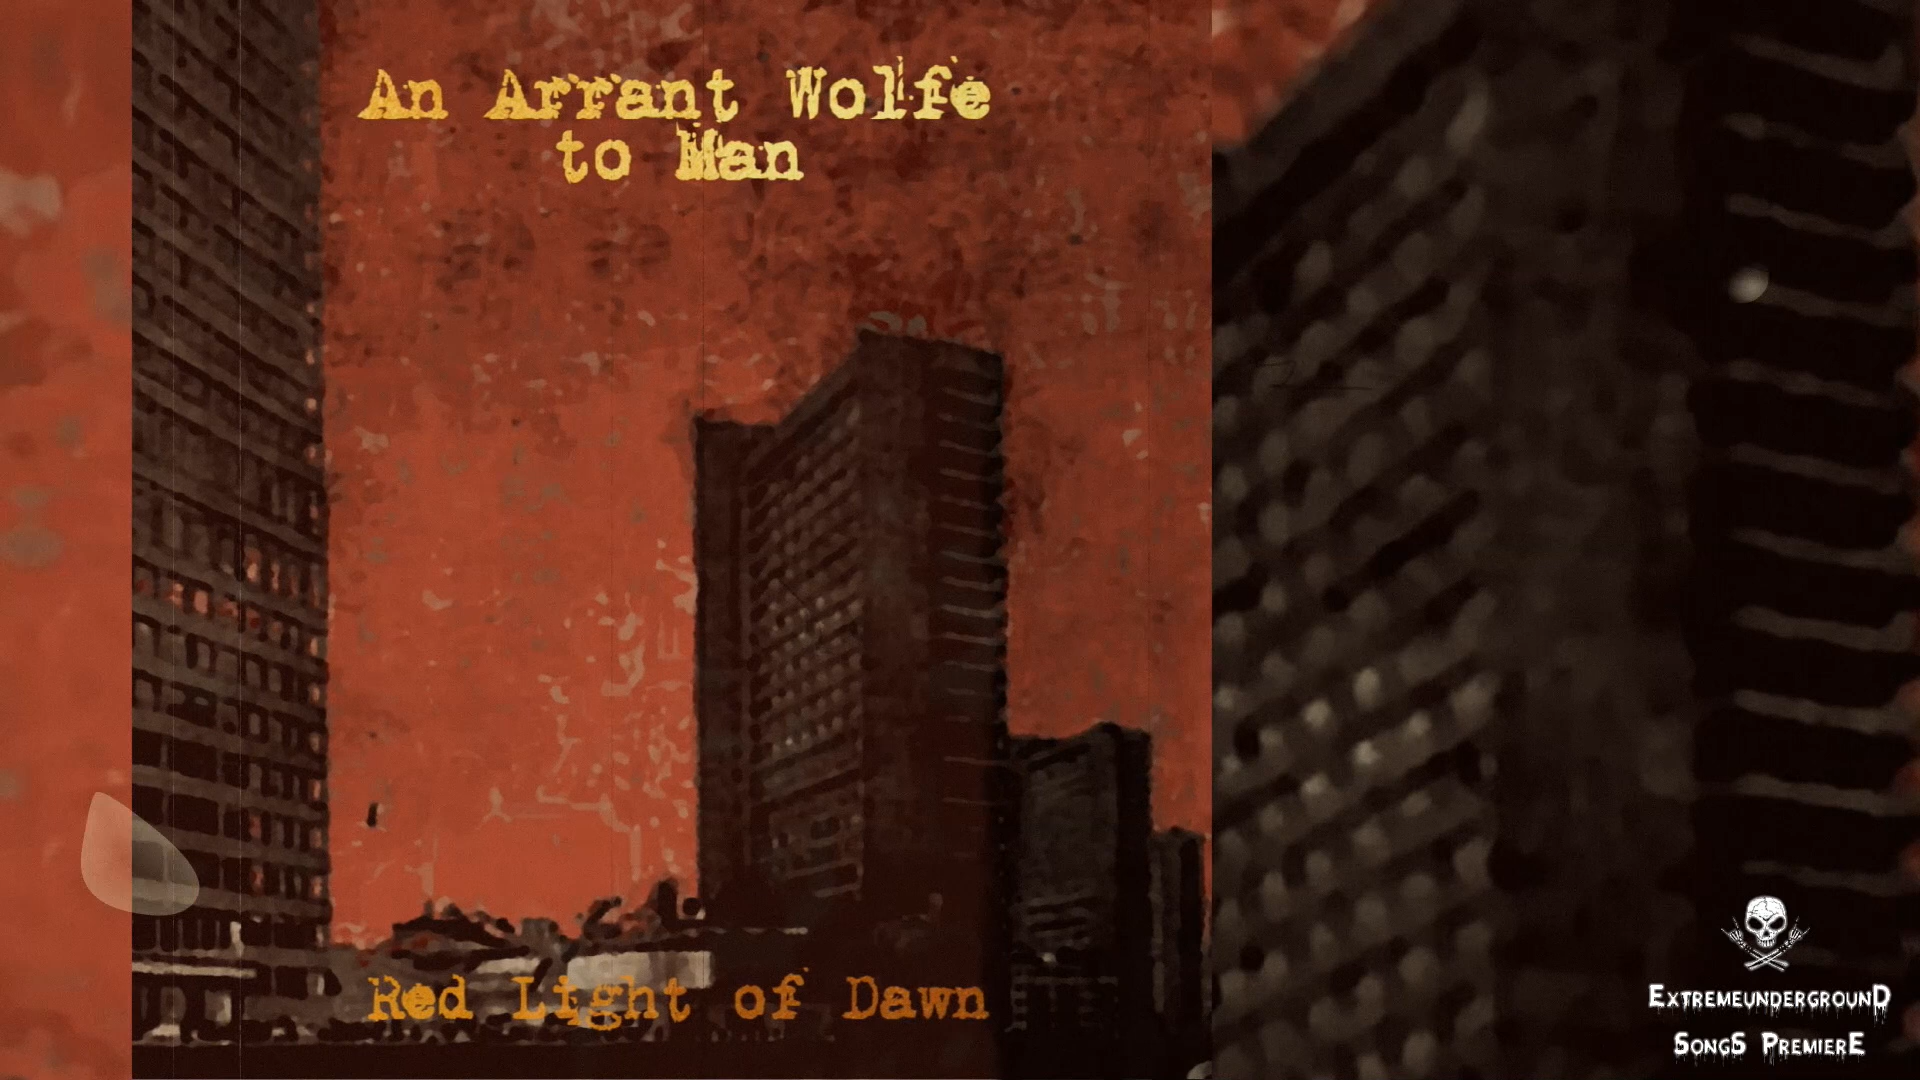 An Arrant Wolfe
to Man
Red Light of Dawn
ExtremeundergrounD
SongS PremierE